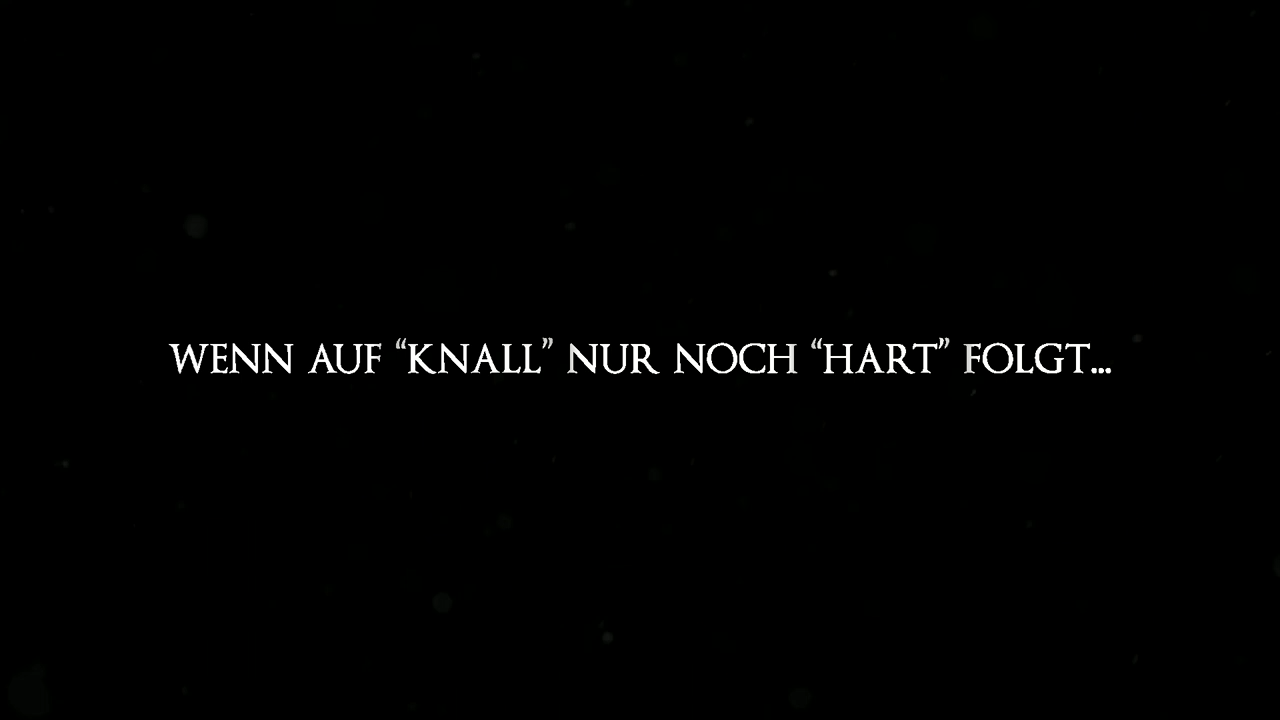 WENN AUF “KNALL” NUR NOCH “HART” FOLGT...